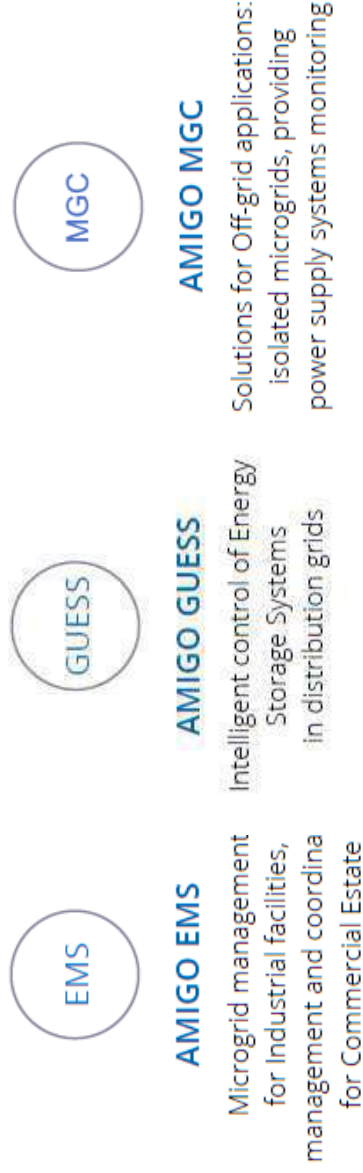 EMS
AMIGO EMS
Microgrid management
for Industrial facilities,
management and coordina
for Commercial Estate
GUESS
AMIGO GUESS
Intelligent control of Energy
Storage Systems
in distribution grids
MGC
AMIGO MGC
Solutions for Off-grid applications:
isolated microgrids, providing
power supply systems monitoring